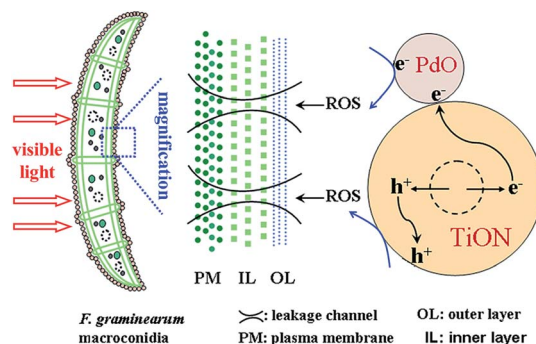 visible
light
magnification
ROS
ROS
e-
PdO
e-
h+
e-
h+
TiON
PM IL OL
F. graminearum
macroconidia
: leakage channel
PM: plasma membrane
OL: outer layer
IL: inner layer